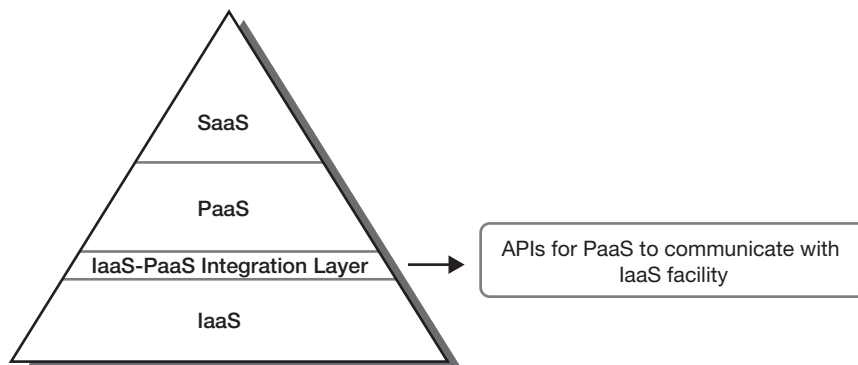 SaaS
PaaS
IaaS-PaaS Integration Layer
APIs for PaaS to communicate with
IaaS facility
IaaS